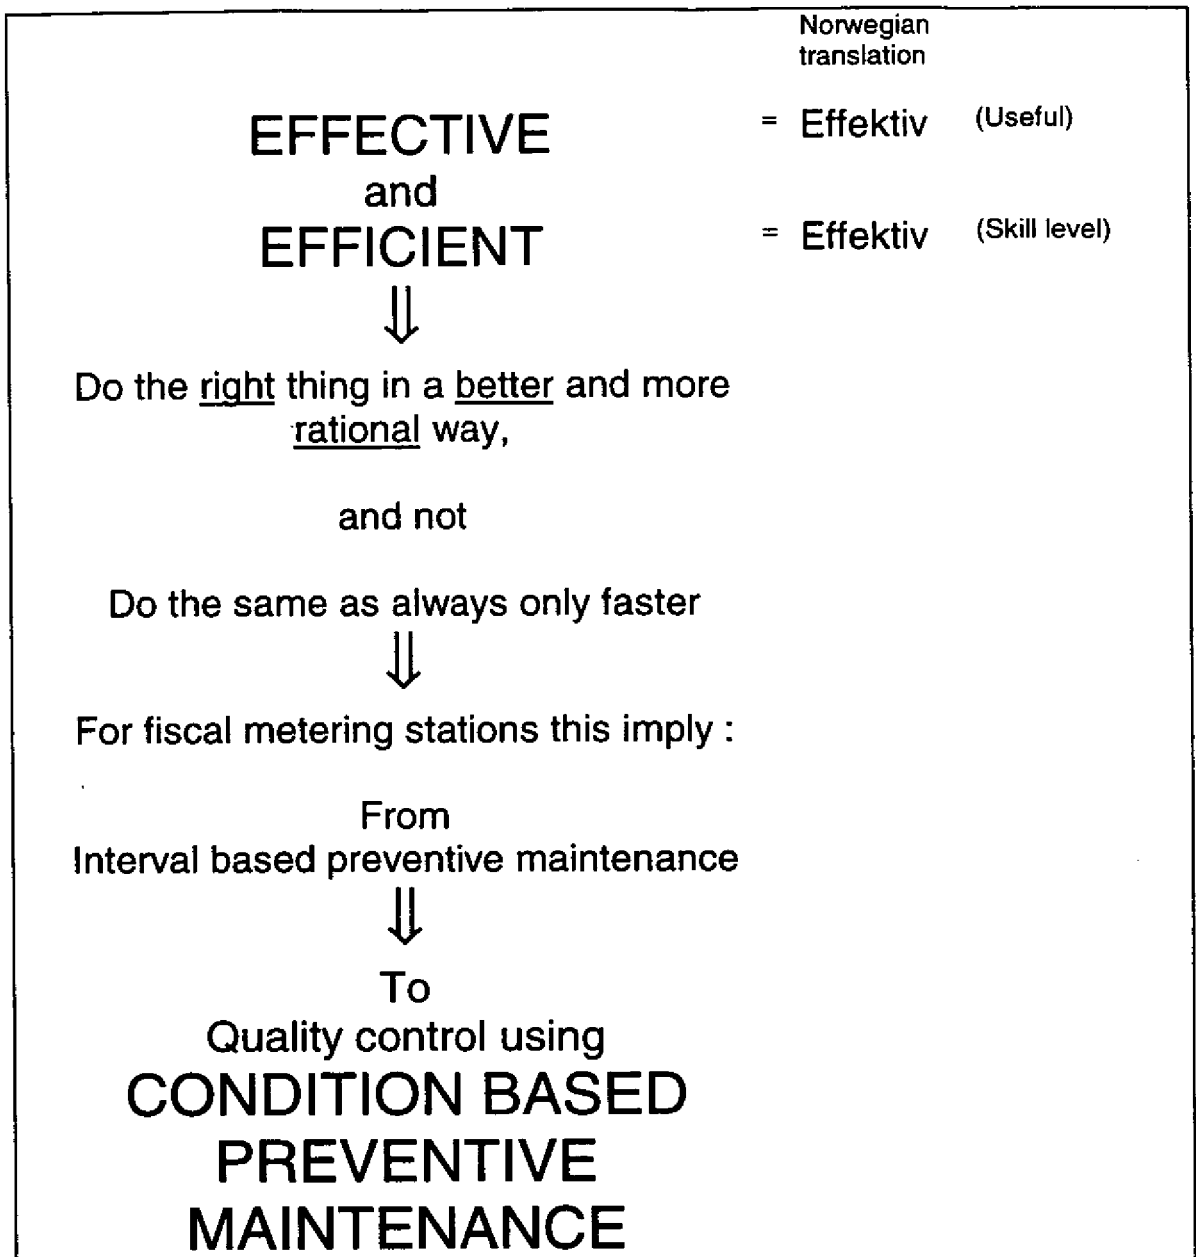 Norwegian
translation
EFFECTIVE = Effektiv (Useful)
and
EFFICIENT = Effektiv (Skill level)
⇓
Do the right thing in a better and more
rational way,
and not
Do the same as always only faster
⇓
For fiscal metering stations this imply :
From
Interval based preventive maintenance
⇓
To
Quality control using
CONDITION BASED
PREVENTIVE
MAINTENANCE